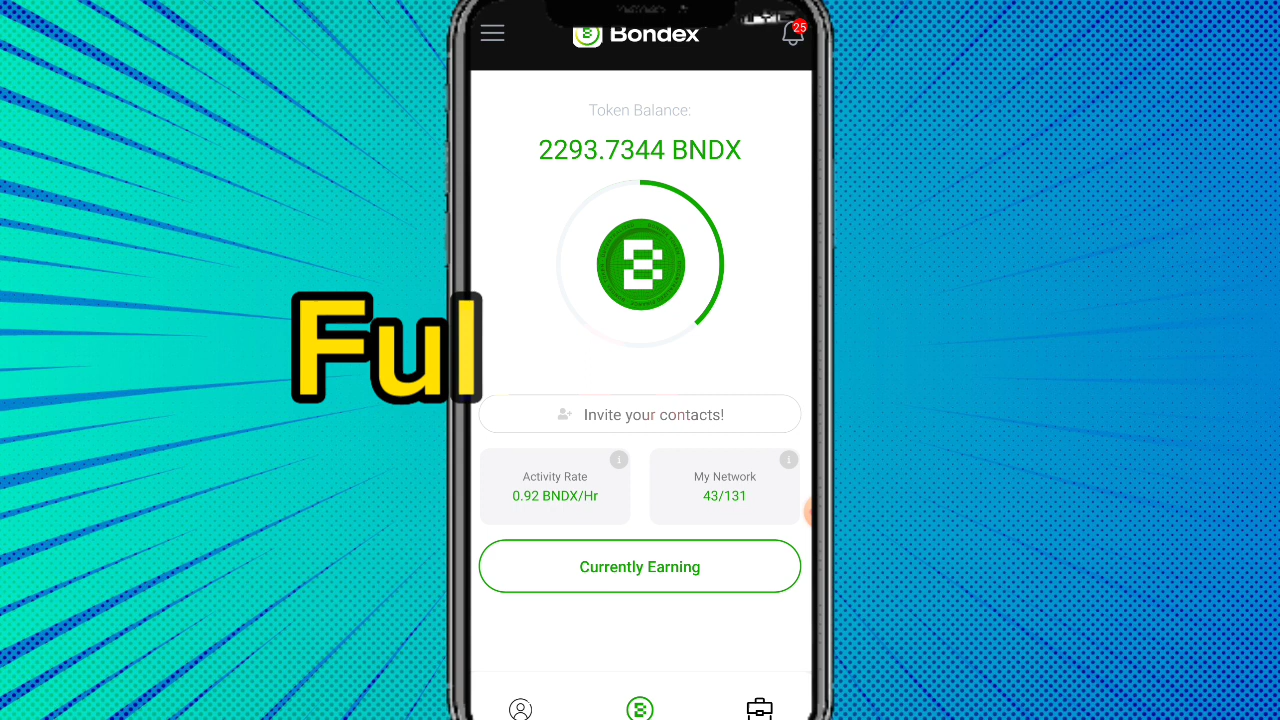 Bondex
25
Token Balance:
2293.7344 BNDX
Ful
Invite your contacts!
Activity Rate
0.92 BNDX/Hr
My Network
43/131
Currently Earning